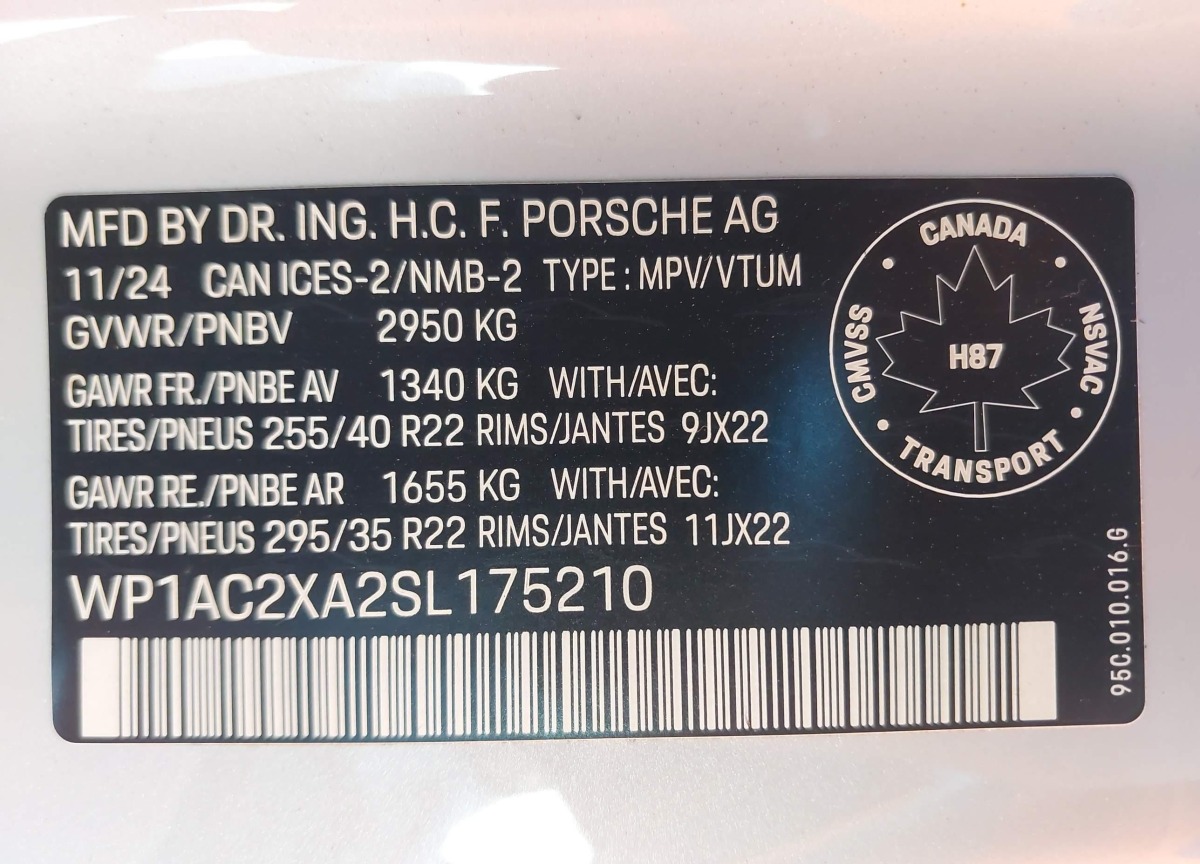 MFD BY DR. ING. H.C. F. PORSCHE AG
11/24 CAN ICES-2/NMB-2 TYPE : MPV/VTUM
GVWR/PNBV 2950 KG
GAWR FR./PNBE AV 1340 KG WITH/AVEC:
TIRES/PNEUS 255/40 R22 RIMS/JANTES 9JX22
GAWR RE./PNBE AR 1655 KG WITH/AVEC:
TIRES/PNEUS 295/35 R22 RIMS/JANTES 11JX22
WP1AC2XA2SL175210
CANADA
CMVSS
NSVAC
H87
TRANSPORT
95C.010.016.G